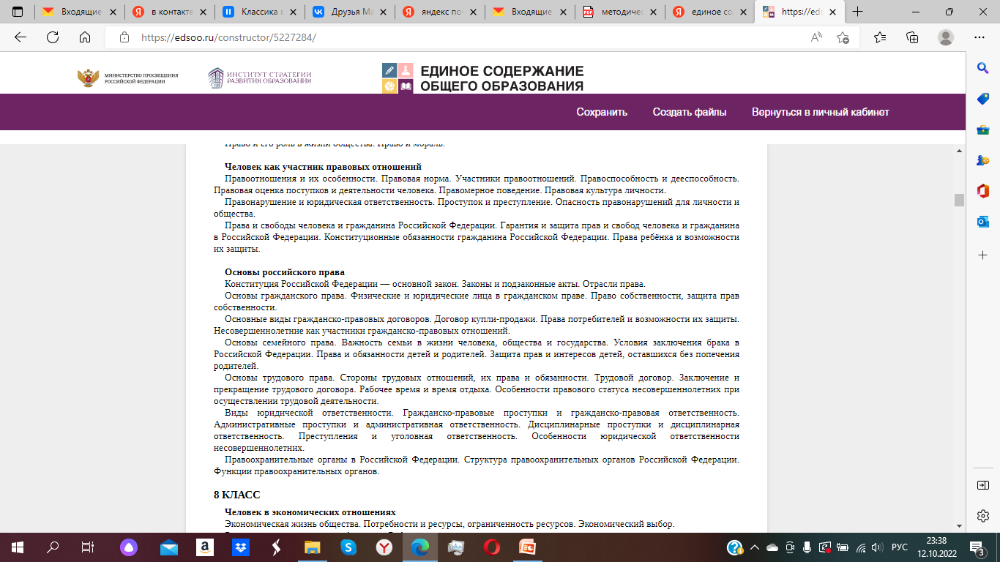 Входящие
в контакте
Классика в
Друзья Ма
яндекс по
Входящие
методичес
единое со
https://eds
https://edsoo.ru/constructor/5227284/
МИНИСТЕРСТВО ПРОСВЕЩЕНИЯ
РОССИЙСКОЙ ФЕДЕРАЦИИ
ИНСТИТУТ СТРАТЕГИИ
РАЗВИТИЯ ОБРАЗОВАНИЯ
ЕДИНОЕ СОДЕРЖАНИЕ
ОБЩЕГО ОБРАЗОВАНИЯ
Сохранить Создать файлы Вернуться в личный кабинет
Право и его роль в жизни общества. Право и мораль.
Человек как участник правовых отношений
Правоотношения и их особенности. Правовая норма. Участники правоотношений. Правоспособность и дееспособность.
Правовая оценка поступков и деятельности человека. Правомерное поведение. Правовая культура личности.
Правонарушение и юридическая ответственность. Проступок и преступление. Опасность правонарушений для личности и
общества.
Права и свободы человека и гражданина Российской Федерации. Гарантия и защита прав и свобод человека и гражданина
в Российской Федерации. Конституционные обязанности гражданина Российской Федерации. Права ребёнка и возможности
их защиты.
Основы российского права
Конституция Российской Федерации — основной закон. Законы и подзаконные акты. Отрасли права.
Основы гражданского права. Физические и юридические лица в гражданском праве. Право собственности, защита прав
собственности.
Основные виды гражданско-правовых договоров. Договор купли-продажи. Права потребителей и возможности их защиты.
Несовершеннолетние как участники гражданско-правовых отношений.
Основы семейного права. Важность семьи в жизни человека, общества и государства. Условия заключения брака в
Российской Федерации. Права и обязанности детей и родителей. Защита прав и интересов детей, оставшихся без попечения
родителей.
Основы трудового права. Стороны трудовых отношений, их права и обязанности. Трудовой договор. Заключение и
прекращение трудового договора. Рабочее время и время отдыха. Особенности правового статуса несовершеннолетних при
осуществлении трудовой деятельности.
Виды юридической ответственности. Гражданско-правовые проступки и гражданско-правовая ответственность.
Административные проступки и административная ответственность. Дисциплинарные проступки и дисциплинарная
ответственность. Преступления и уголовная ответственность. Особенности юридической ответственности
несовершеннолетних.
Правоохранительные органы в Российской Федерации. Структура правоохранительных органов Российской Федерации.
Функции правоохранительных органов.
8 КЛАСС
Человек в экономических отношениях
Экономическая жизнь общества. Потребности и ресурсы, ограниченность ресурсов. Экономический выбор.
РУС
23:38
12.10.2022
3